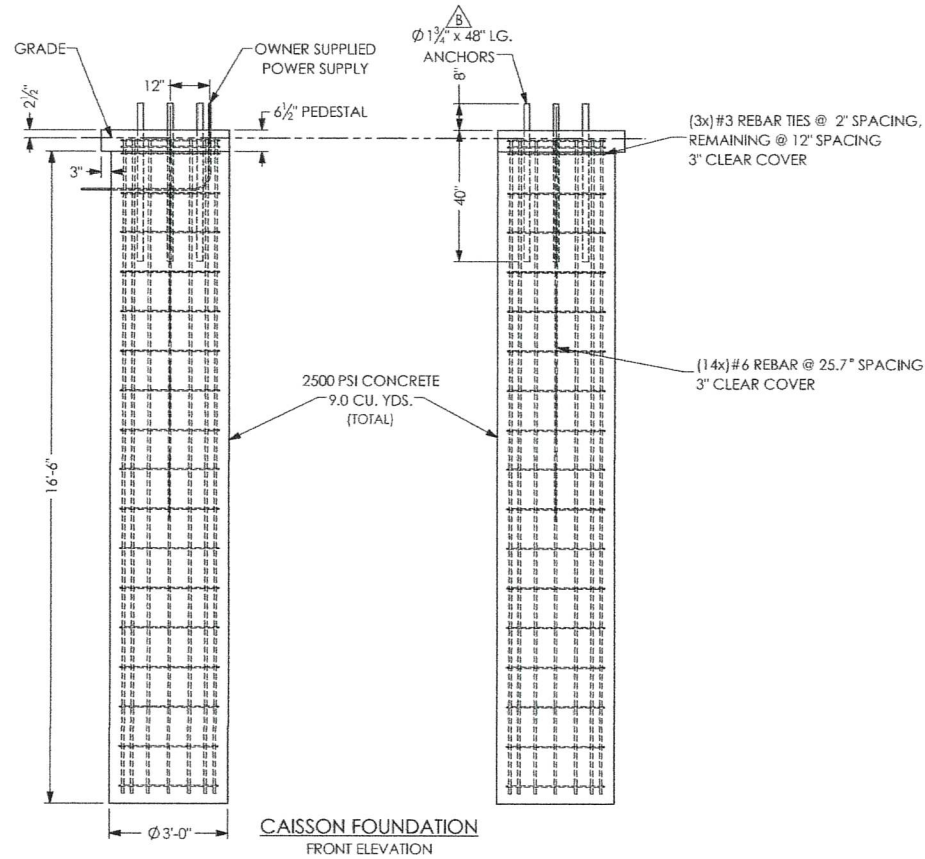 GRADE
OWNER SUPPLIED
POWER SUPPLY
12"
2½"
6½" PEDESTAL
3"
B
Ø 1¾" x 48" LG.
ANCHORS
8"
40"
(3x) #3 REBAR TIES @ 2" SPACING,
REMAINING @ 12" SPACING
3" CLEAR COVER
(14x) #6 REBAR @ 25.7° SPACING
3" CLEAR COVER
2500 PSI CONCRETE
9.0 CU. YDS.
(TOTAL)
16'-6"
Ø 3'-0"
CAISSON FOUNDATION
FRONT ELEVATION